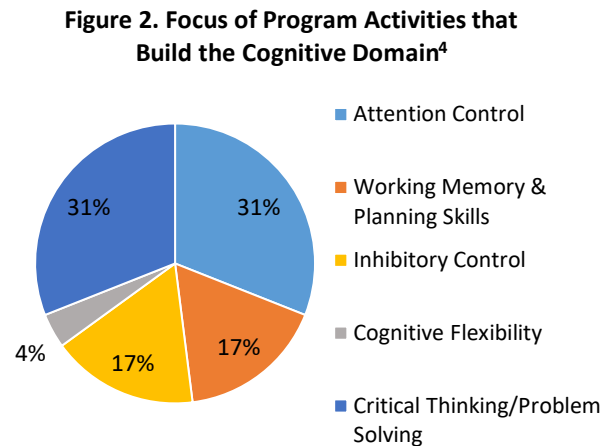 Figure 2. Focus of Program Activities that
Build the Cognitive Domain⁴
31%
31%
17%
17%
4%
Attention Control
Working Memory &
Planning Skills
Inhibitory Control
Cognitive Flexibility
Critical Thinking/Problem
Solving